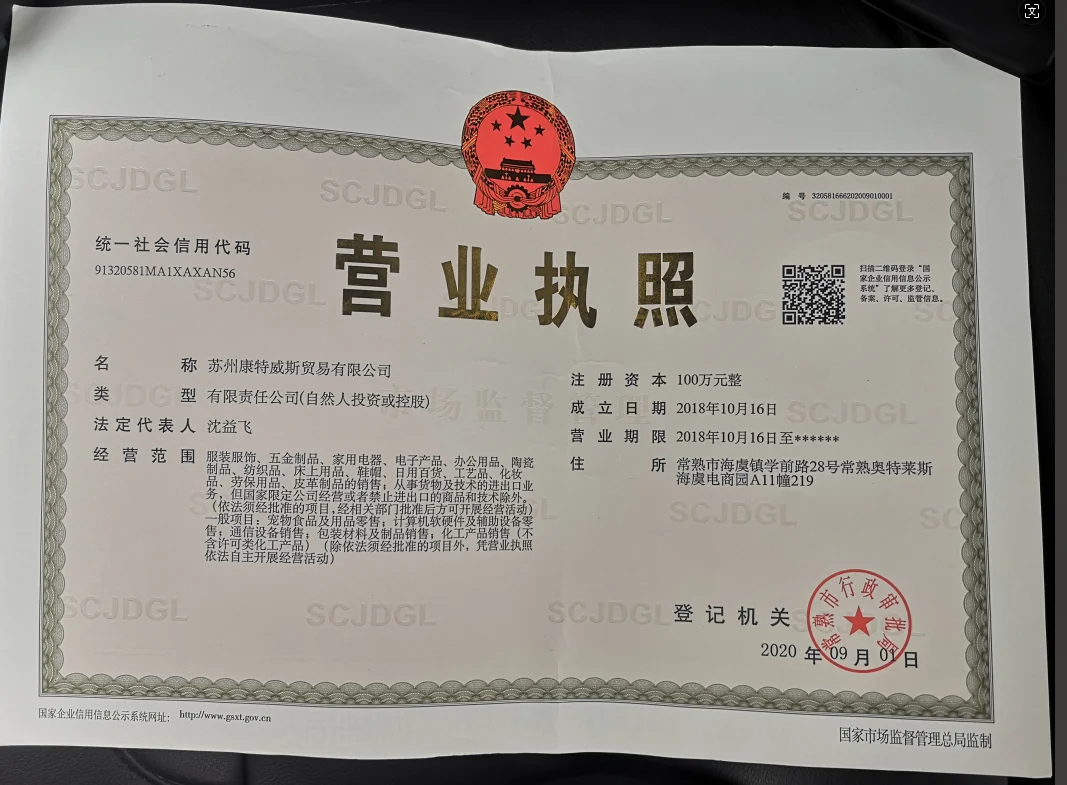 编 号 320581666202009010001
统一社会信用代码
91320581MA1XAXAN56
营业执照
扫描二维码登录“国
家企业信用信息公示
系统”了解更多登记、
备案、许可、监管信息。
名 称 苏州康特威斯贸易有限公司
类 型 有限责任公司(自然人投资或控股)
法定代表人 沈益飞
经营范围 服装服饰、五金制品、家用电器、电子产品、办公用品、陶瓷
制品、纺织品、床上用品、鞋帽、日用百货、工艺品、化妆
品、劳保用品、皮革制品的销售；从事货物及技术的进出口业
务，但国家限定公司经营或者禁止进出口的商品和技术除外。
（依法须经批准的项目,经相关部门批准后方可开展经营活动）
一般项目：宠物食品及用品零售；计算机软硬件及辅助设备零
售；通信设备销售；包装材料及制品销售；化工产品销售（不
含许可类化工产品）（除依法须经批准的项目外，凭营业执照
依法自主开展经营活动）
注册资本 100万元整
成立日期 2018年10月16日
营业期限 2018年10月16日至******
住 所 常熟市海虞镇学前路28号常熟奥特莱斯
海虞电商园A11幢219
登记机关
常熟市行政审批局
2020 年 09 月 01 日
国家企业信用信息公示系统网址： http://www.gsxt.gov.cn
国家市场监督管理总局监制
SCJDGL
市场监督管理